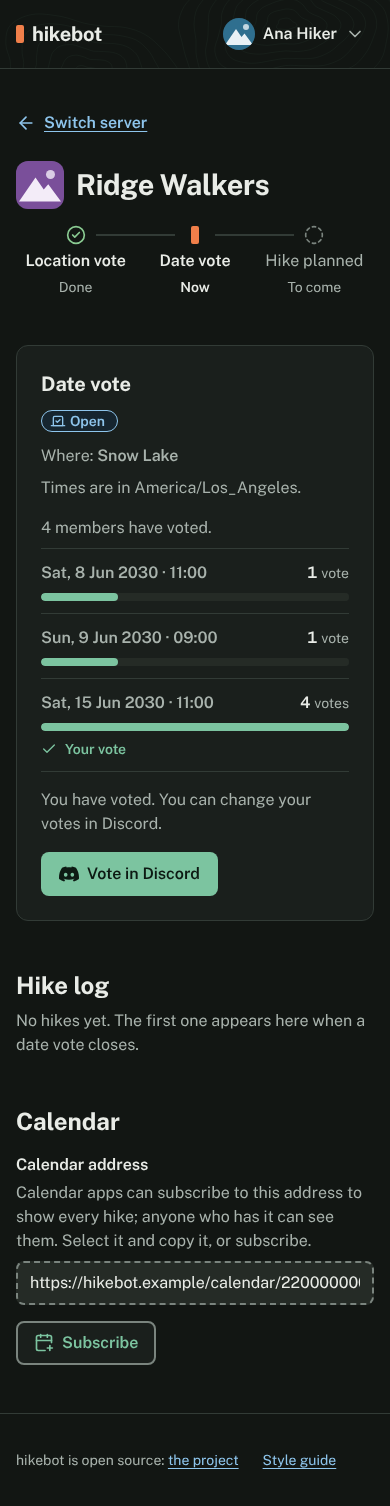 hikebot
Ana Hiker
Switch server
Ridge Walkers
Location vote
Done
Date vote
Now
Hike planned
To come
Date vote
Open
Where: Snow Lake
Times are in America/Los_Angeles.
4 members have voted.
Sat, 8 Jun 2030 · 11:00 1 vote
Sun, 9 Jun 2030 · 09:00 1 vote
Sat, 15 Jun 2030 · 11:00 4 votes
Your vote
You have voted. You can change your
votes in Discord.
Vote in Discord
Hike log
No hikes yet. The first one appears here when a
date vote closes.
Calendar
Calendar address
Calendar apps can subscribe to this address to
show every hike; anyone who has it can see
them. Select it and copy it, or subscribe.
https://hikebot.example/calendar/22000000
Subscribe
hikebot is open source: the project Style guide